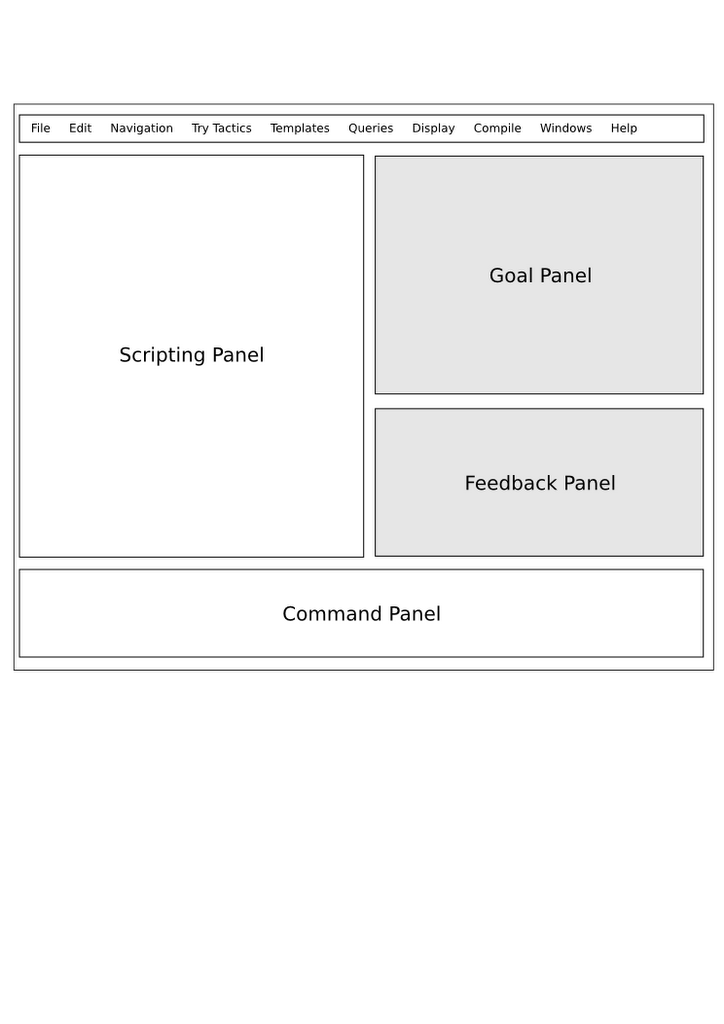 File Edit Navigation Try Tactics Templates Queries Display Compile Windows Help
Scripting Panel
Goal Panel
Feedback Panel
Command Panel